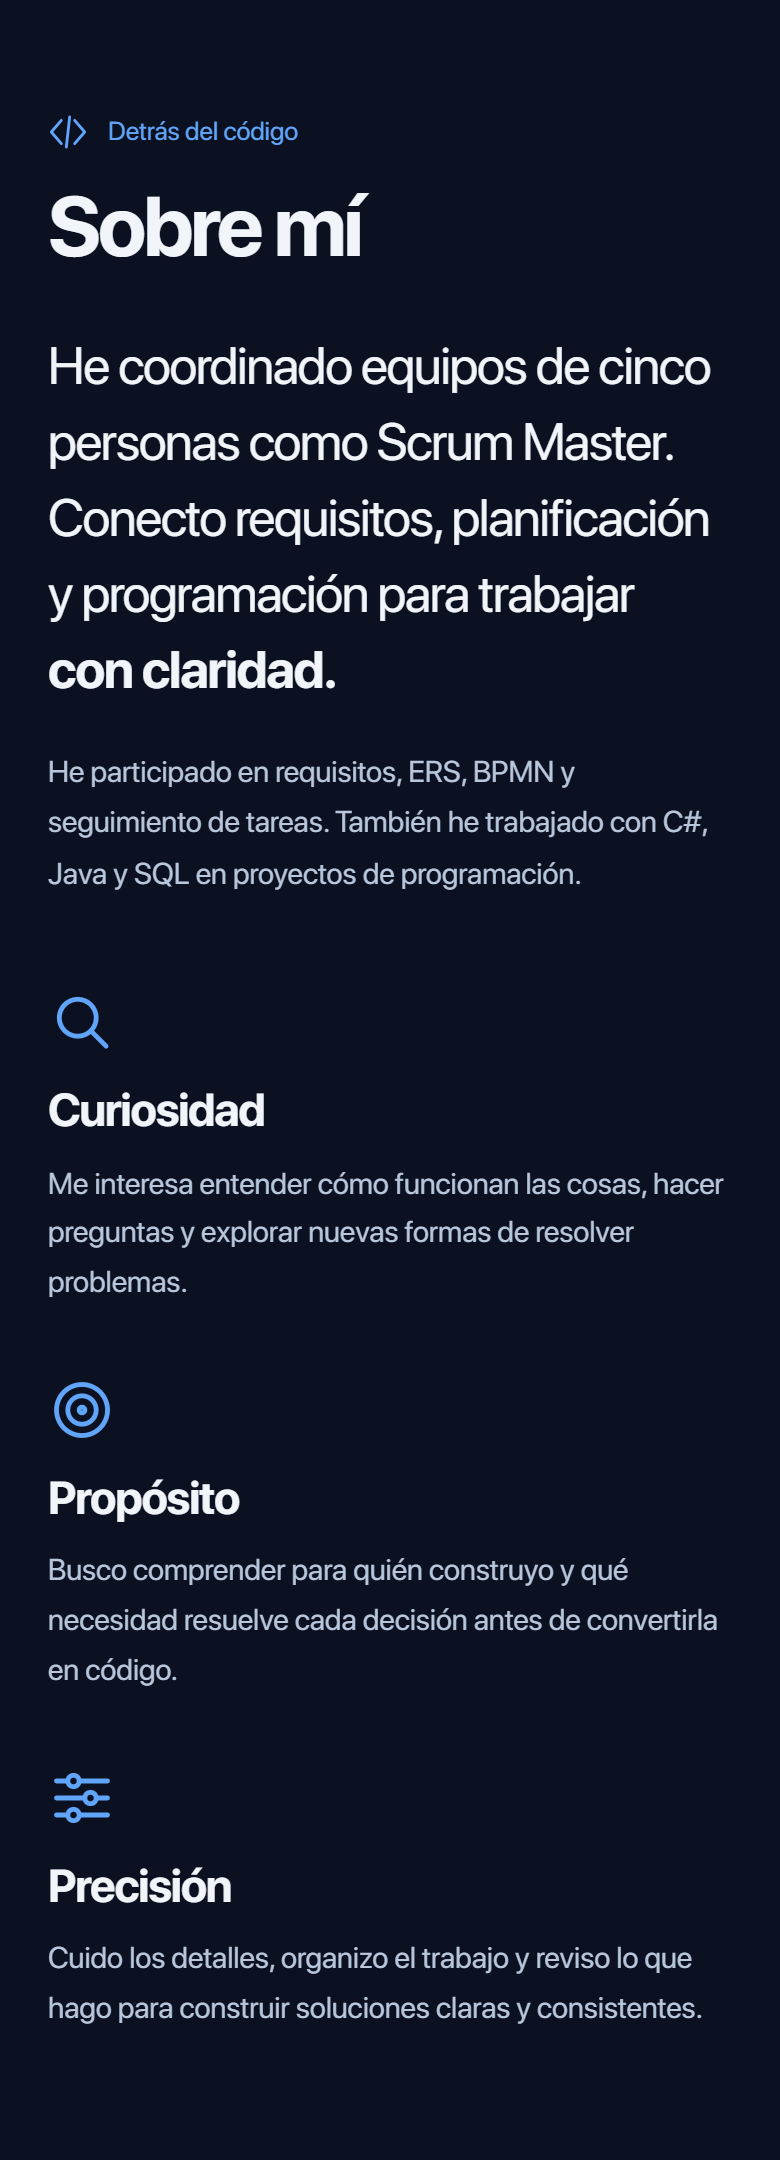 Detrás del código
Sobre mí
He coordinado equipos de cinco
personas como Scrum Master.
Conecto requisitos, planificación
y programación para trabajar
con claridad.
He participado en requisitos, ERS, BPMN y
seguimiento de tareas. También he trabajado con C#,
Java y SQL en proyectos de programación.
Curiosidad
Me interesa entender cómo funcionan las cosas, hacer
preguntas y explorar nuevas formas de resolver
problemas.
Propósito
Busco comprender para quién construyo y qué
necesidad resuelve cada decisión antes de convertirla
en código.
Precisión
Cuido los detalles, organizo el trabajo y reviso lo que
hago para construir soluciones claras y consistentes.